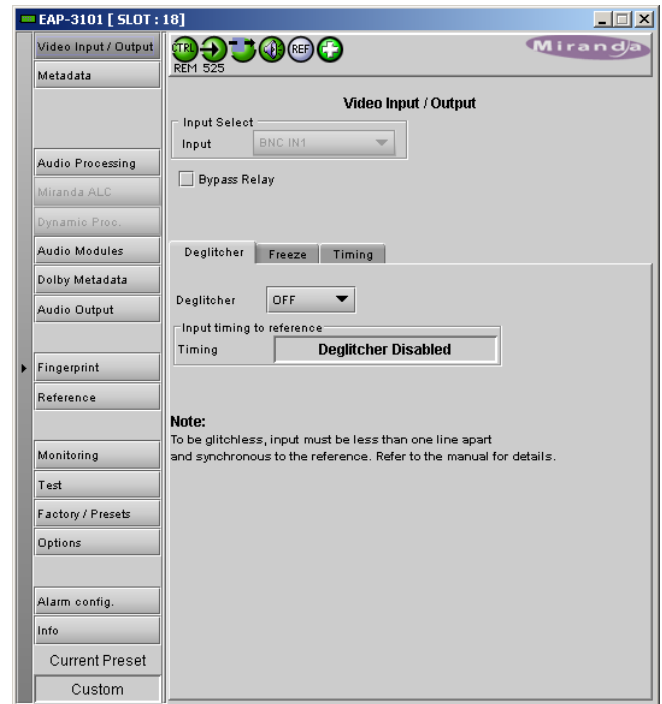 EAP-3101 [ SLOT : 18]
Video Input / Output
Metadata
Audio Processing
Miranda ALC
Dynamic Proc.
Audio Modules
Dolby Metadata
Audio Output
Fingerprint
Reference
Monitoring
Test
Factory / Presets
Options
Alarm config.
Info
Current Preset
Custom
CTRL
REF
REM 525
Miranda
Video Input / Output
Input Select
Input BNC IN1
Bypass Relay
Deglitcher Freeze Timing
Deglitcher OFF
Input timing to reference
Timing Deglitcher Disabled
Note:
To be glitchless, input must be less than one line apart
and synchronous to the reference. Refer to the manual for details.